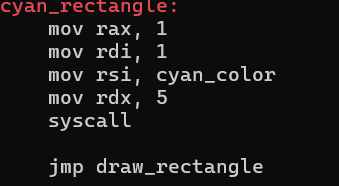 cyan_rectangle:
    mov rax, 1
    mov rdi, 1
    mov rsi, cyan_color
    mov rdx, 5
    syscall

    jmp draw_rectangle